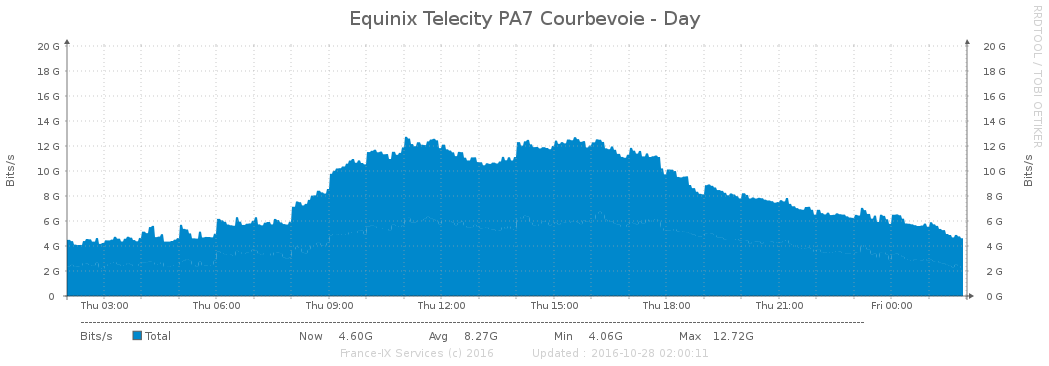 Equinix Telecity PA7 Courbevoie - Day
RRDTOOL / TOBI OETIKER
Bits/s
20 G 20 G
18 G 18 G
16 G 16 G
14 G 14 G
12 G 12 G
10 G 10 G
8 G 8 G
6 G 6 G
4 G 4 G
2 G 2 G
0 0 G
Bits/s
Thu 03:00 Thu 06:00 Thu 09:00 Thu 12:00 Thu 15:00 Thu 18:00 Thu 21:00 Fri 00:00
Bits/s Total Now 4.60G Avg 8.27G Min 4.06G Max 12.72G
France-IX Services (c) 2016 Updated : 2016-10-28 02:00:11